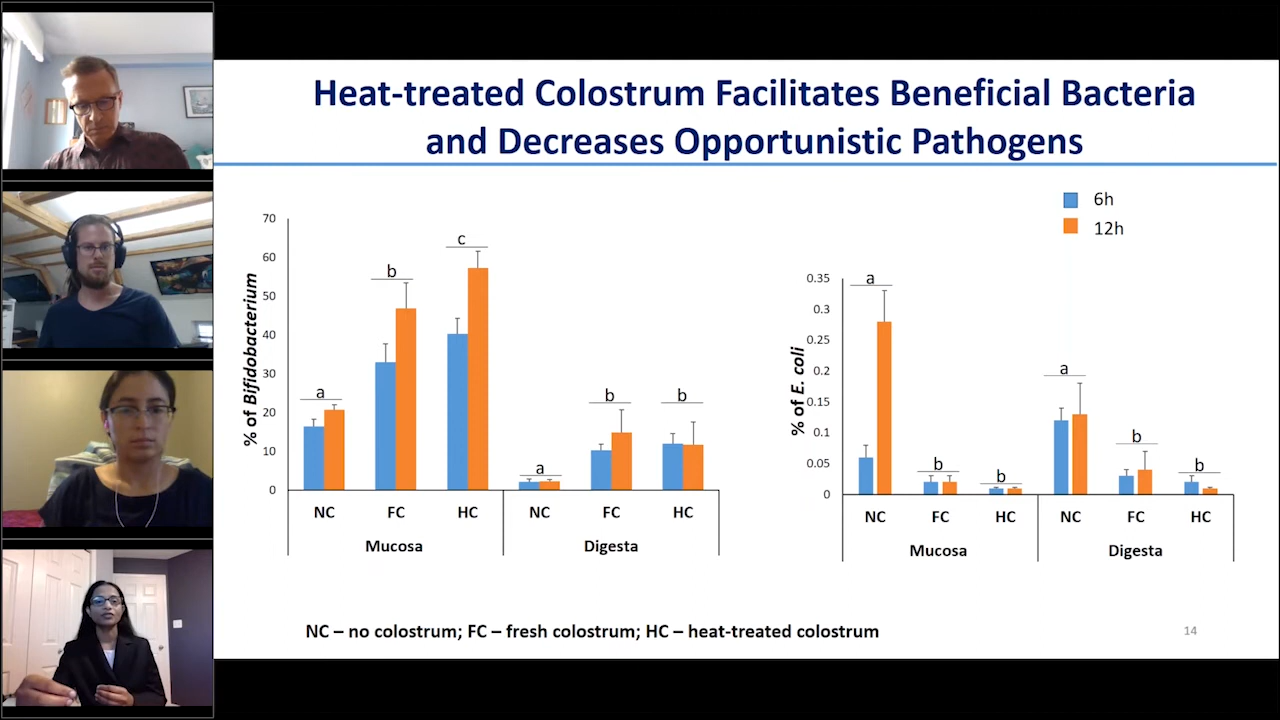 Heat-treated Colostrum Facilitates Beneficial Bacteria
and Decreases Opportunistic Pathogens
6h
12h
% of Bifidobacterium
70
60
50
40
30
20
10
0
a
b
c
a
b
b
NC FC HC NC FC HC
Mucosa Digesta
% of E. coli
0.35
0.3
0.25
0.2
0.15
0.1
0.05
0
a
b
b
a
b
b
NC FC HC NC FC HC
Mucosa Digesta
NC – no colostrum; FC – fresh colostrum; HC – heat-treated colostrum
14